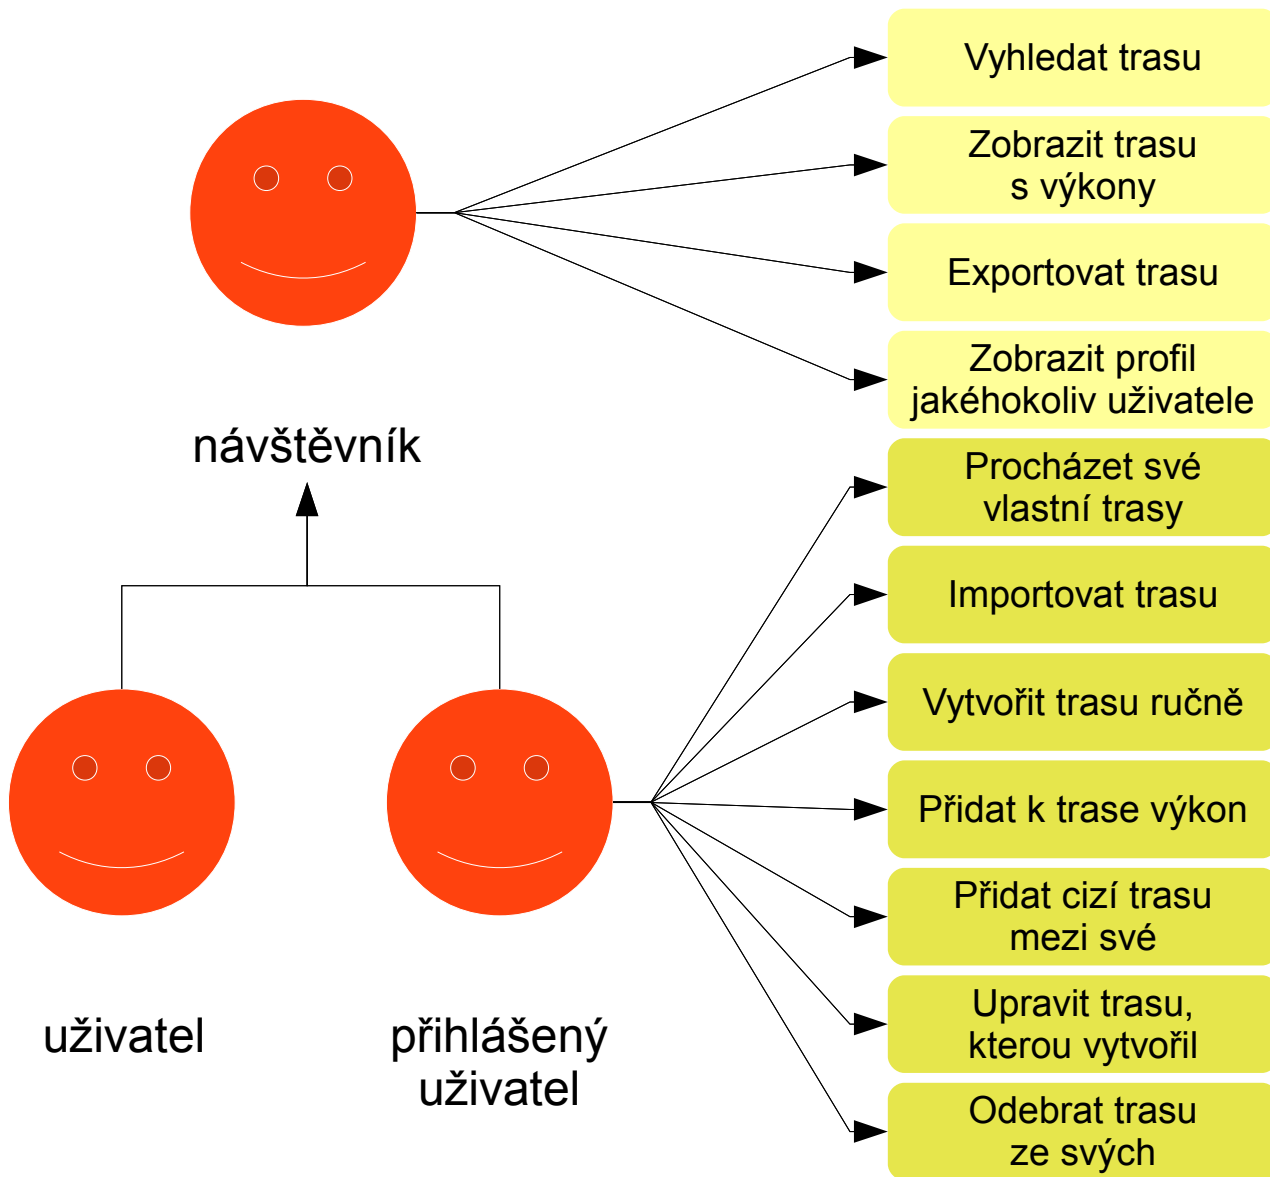 Vyhledat trasu
Zobrazit trasu
s výkony
Exportovat trasu
Zobrazit profil
jakéhokoliv uživatele
návštěvník
Procházet své
vlastní trasy
Importovat trasu
Vytvořit trasu ručně
Přidat k trase výkon
Přidat cizí trasu
mezi své
Upravit trasu,
kterou vytvořil
Odebrat trasu
ze svých
uživatel
přihlášený
uživatel